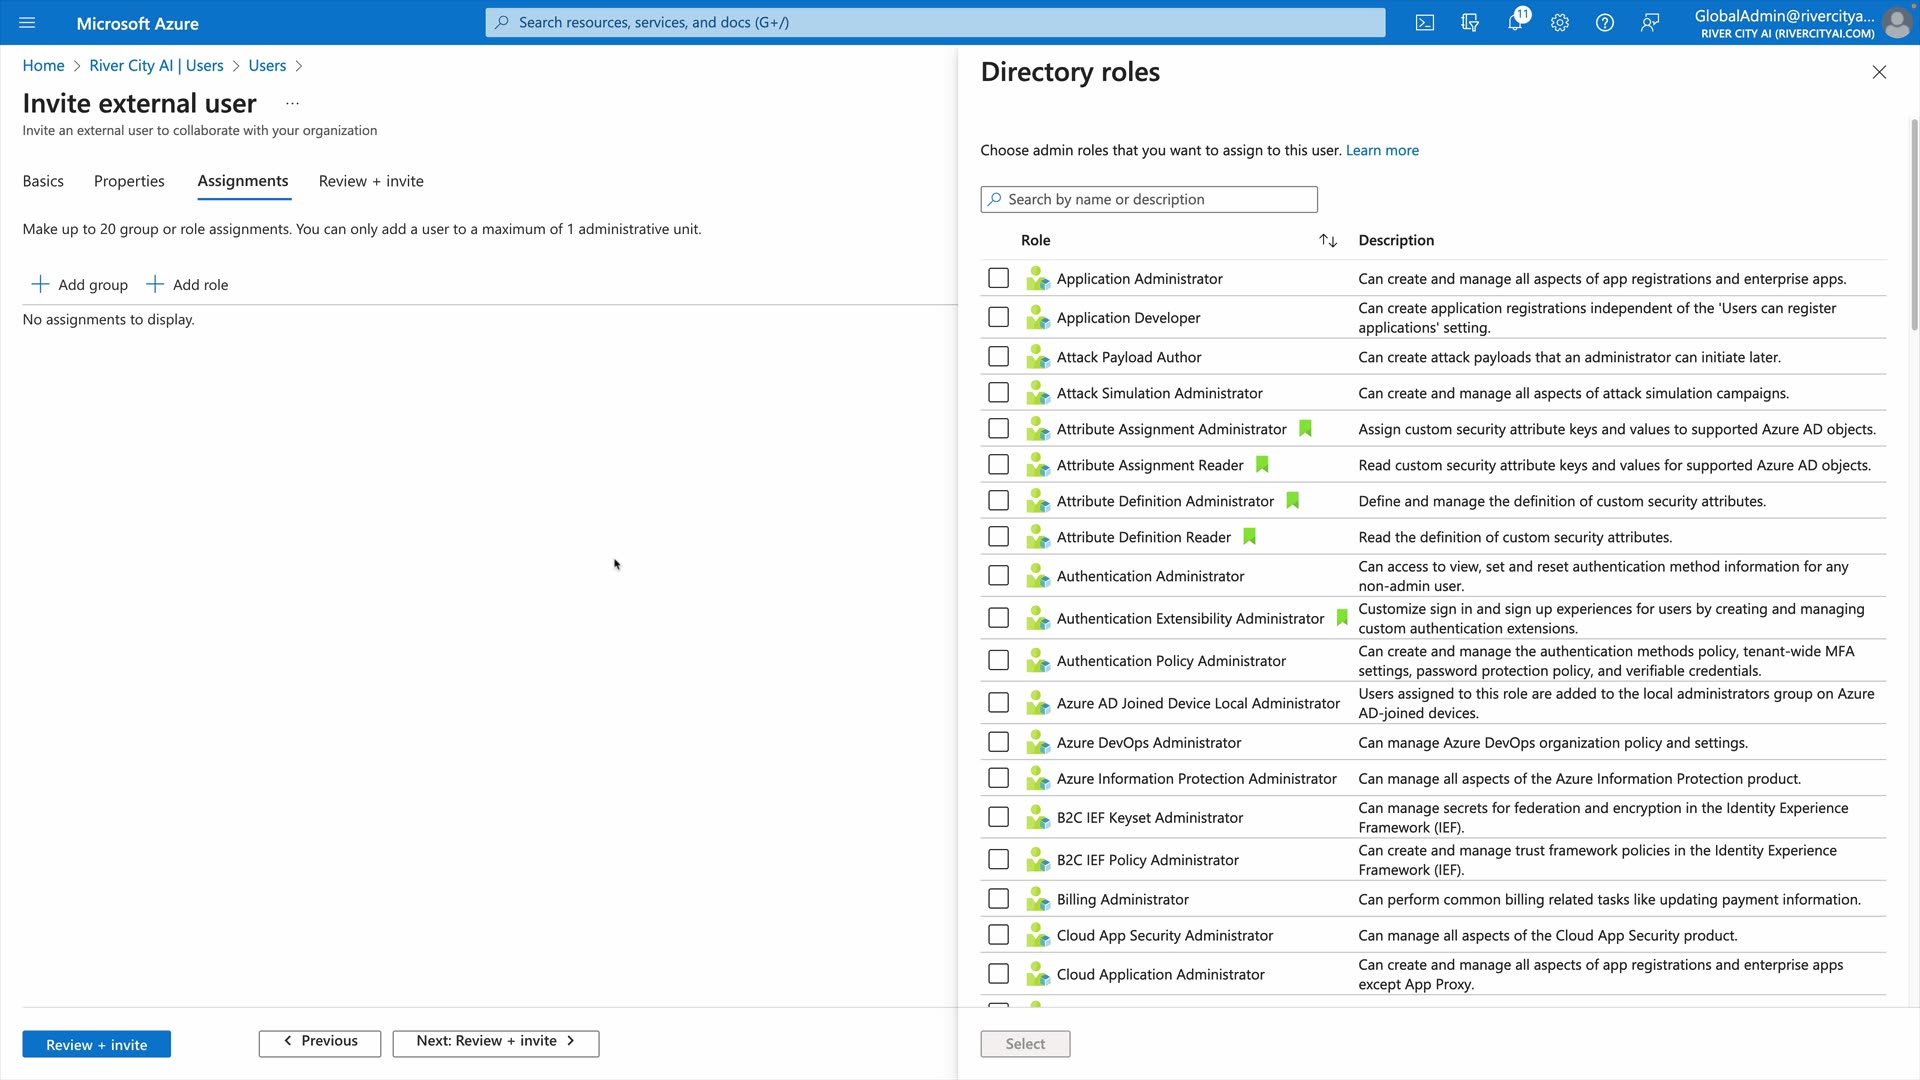 Microsoft Azure
Search resources, services, and docs (G+/)
11
GlobalAdmin@rivercitya...
RIVER CITY AI (RIVERCITYAI.COM)
Home > River City AI | Users > Users >
Invite external user ...
Invite an external user to collaborate with your organization
Basics Properties Assignments Review + invite
Make up to 20 group or role assignments. You can only add a user to a maximum of 1 administrative unit.
+ Add group + Add role
No assignments to display.
Review + invite
< Previous
Next: Review + invite >
Directory roles
Choose admin roles that you want to assign to this user. Learn more
Search by name or description
Role Description
Application Administrator Can create and manage all aspects of app registrations and enterprise apps.
Application Developer Can create application registrations independent of the 'Users can register
applications' setting.
Attack Payload Author Can create attack payloads that an administrator can initiate later.
Attack Simulation Administrator Can create and manage all aspects of attack simulation campaigns.
Attribute Assignment Administrator Assign custom security attribute keys and values to supported Azure AD objects.
Attribute Assignment Reader Read custom security attribute keys and values for supported Azure AD objects.
Attribute Definition Administrator Define and manage the definition of custom security attributes.
Attribute Definition Reader Read the definition of custom security attributes.
Authentication Administrator Can access to view, set and reset authentication method information for any
non-admin user.
Authentication Extensibility Administrator Customize sign in and sign up experiences for users by creating and managing
custom authentication extensions.
Authentication Policy Administrator Can create and manage the authentication methods policy, tenant-wide MFA
settings, password protection policy, and verifiable credentials.
Azure AD Joined Device Local Administrator Users assigned to this role are added to the local administrators group on Azure
AD-joined devices.
Azure DevOps Administrator Can manage Azure DevOps organization policy and settings.
Azure Information Protection Administrator Can manage all aspects of the Azure Information Protection product.
B2C IEF Keyset Administrator Can manage secrets for federation and encryption in the Identity Experience
Framework (IEF).
B2C IEF Policy Administrator Can create and manage trust framework policies in the Identity Experience
Framework (IEF).
Billing Administrator Can perform common billing related tasks like updating payment information.
Cloud App Security Administrator Can manage all aspects of the Cloud App Security product.
Cloud Application Administrator Can create and manage all aspects of app registrations and enterprise apps
except App Proxy.
Select